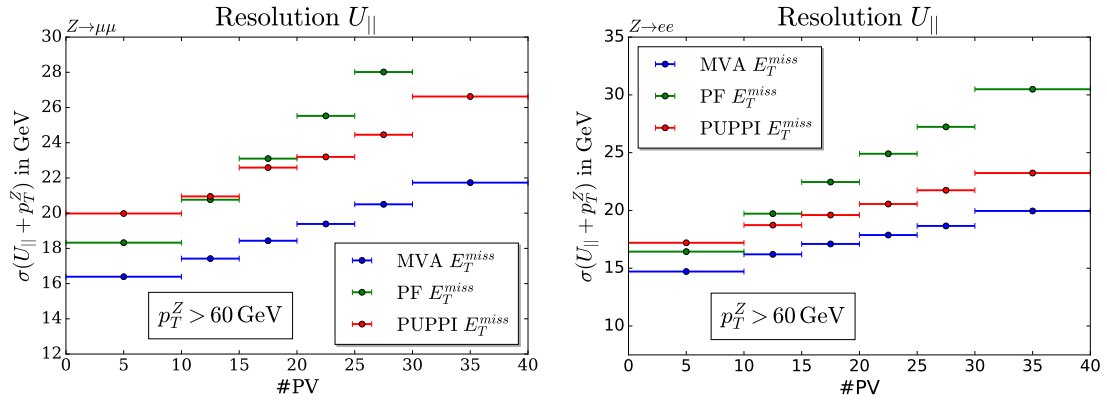 Resolution U||
Z→μμ
30
28
26
24
22
20
18
16
14
12
σ(U|| + p_T^Z) in GeV
MVA E_T^miss
PF E_T^miss
PUPPI E_T^miss
p_T^Z > 60 GeV
0 5 10 15 20 25 30 35 40
#PV
Resolution U||
Z→ee
35
30
25
20
15
10
σ(U|| + p_T^Z) in GeV
MVA E_T^miss
PF E_T^miss
PUPPI E_T^miss
p_T^Z > 60 GeV
0 5 10 15 20 25 30 35 40
#PV